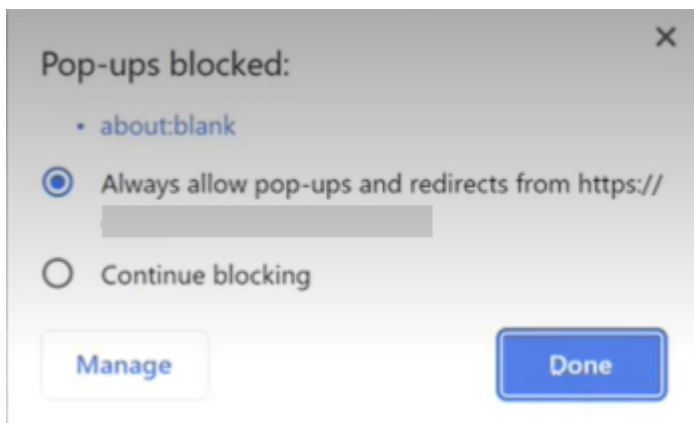 Pop-ups blocked:
• about:blank
Always allow pop-ups and redirects from https://
Continue blocking
Manage
Done